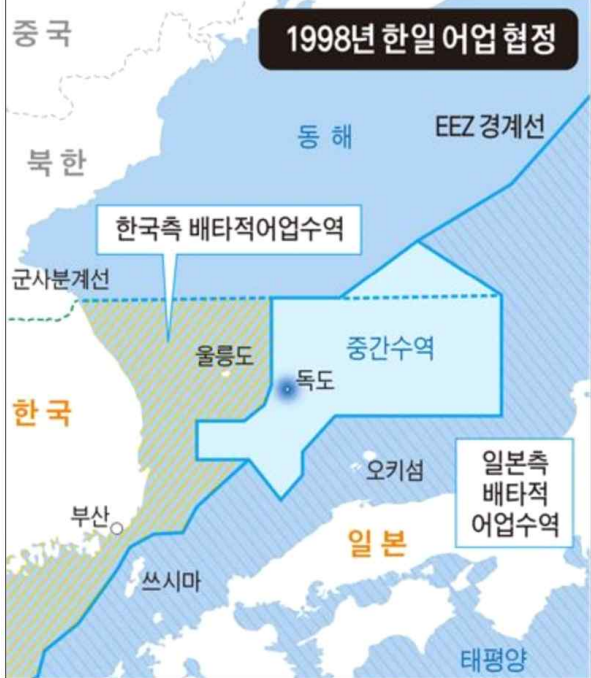 중국
1998년 한일 어업 협정
EEZ 경계선
동 해
북한
한국측 배타적어업수역
군사분계선
울릉도
중간수역
독도
한국
오키섬
일본측
배타적
어업수역
부산
일본
쓰시마
태평양